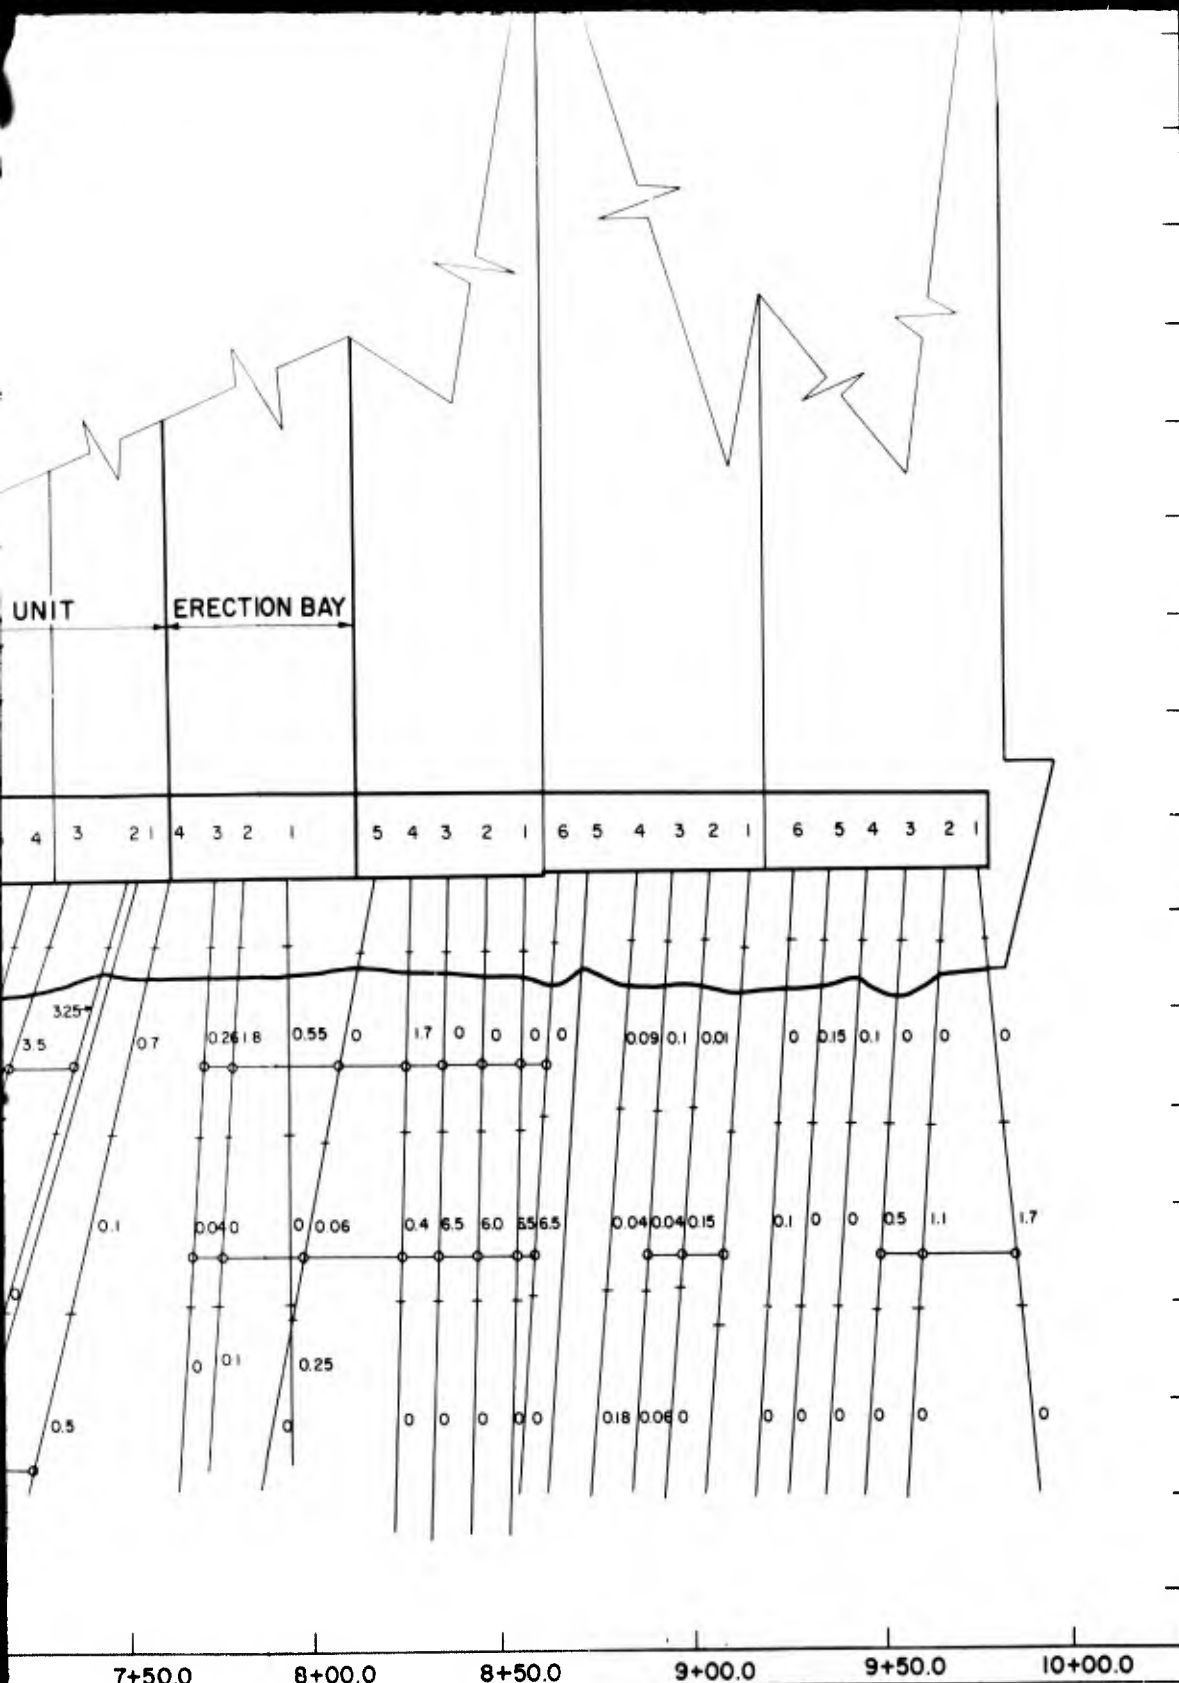 UNIT ERECTION BAY
4 3 2 1 4 3 2 1 5 4 3 2 1 6 5 4 3 2 1 6 5 4 3 2 1
3.25
3.5 0.7 0.26 1.8 0.55 0 1.7 0 0 0 0 0.09 0.1 0.01 0 0.15 0.1 0 0 0
0.1 0.04 0 0 0.06 0.4 6.5 6.0 5.5 6.5 0.04 0.04 0.15 0.1 0 0 0.5 1.1 1.7
0 0.1 0.25
0.5 0 0 0 0 0 0 0.18 0.06 0 0 0 0 0 0 0
7+50.0 8+00.0 8+50.0 9+00.0 9+50.0 10+00.0